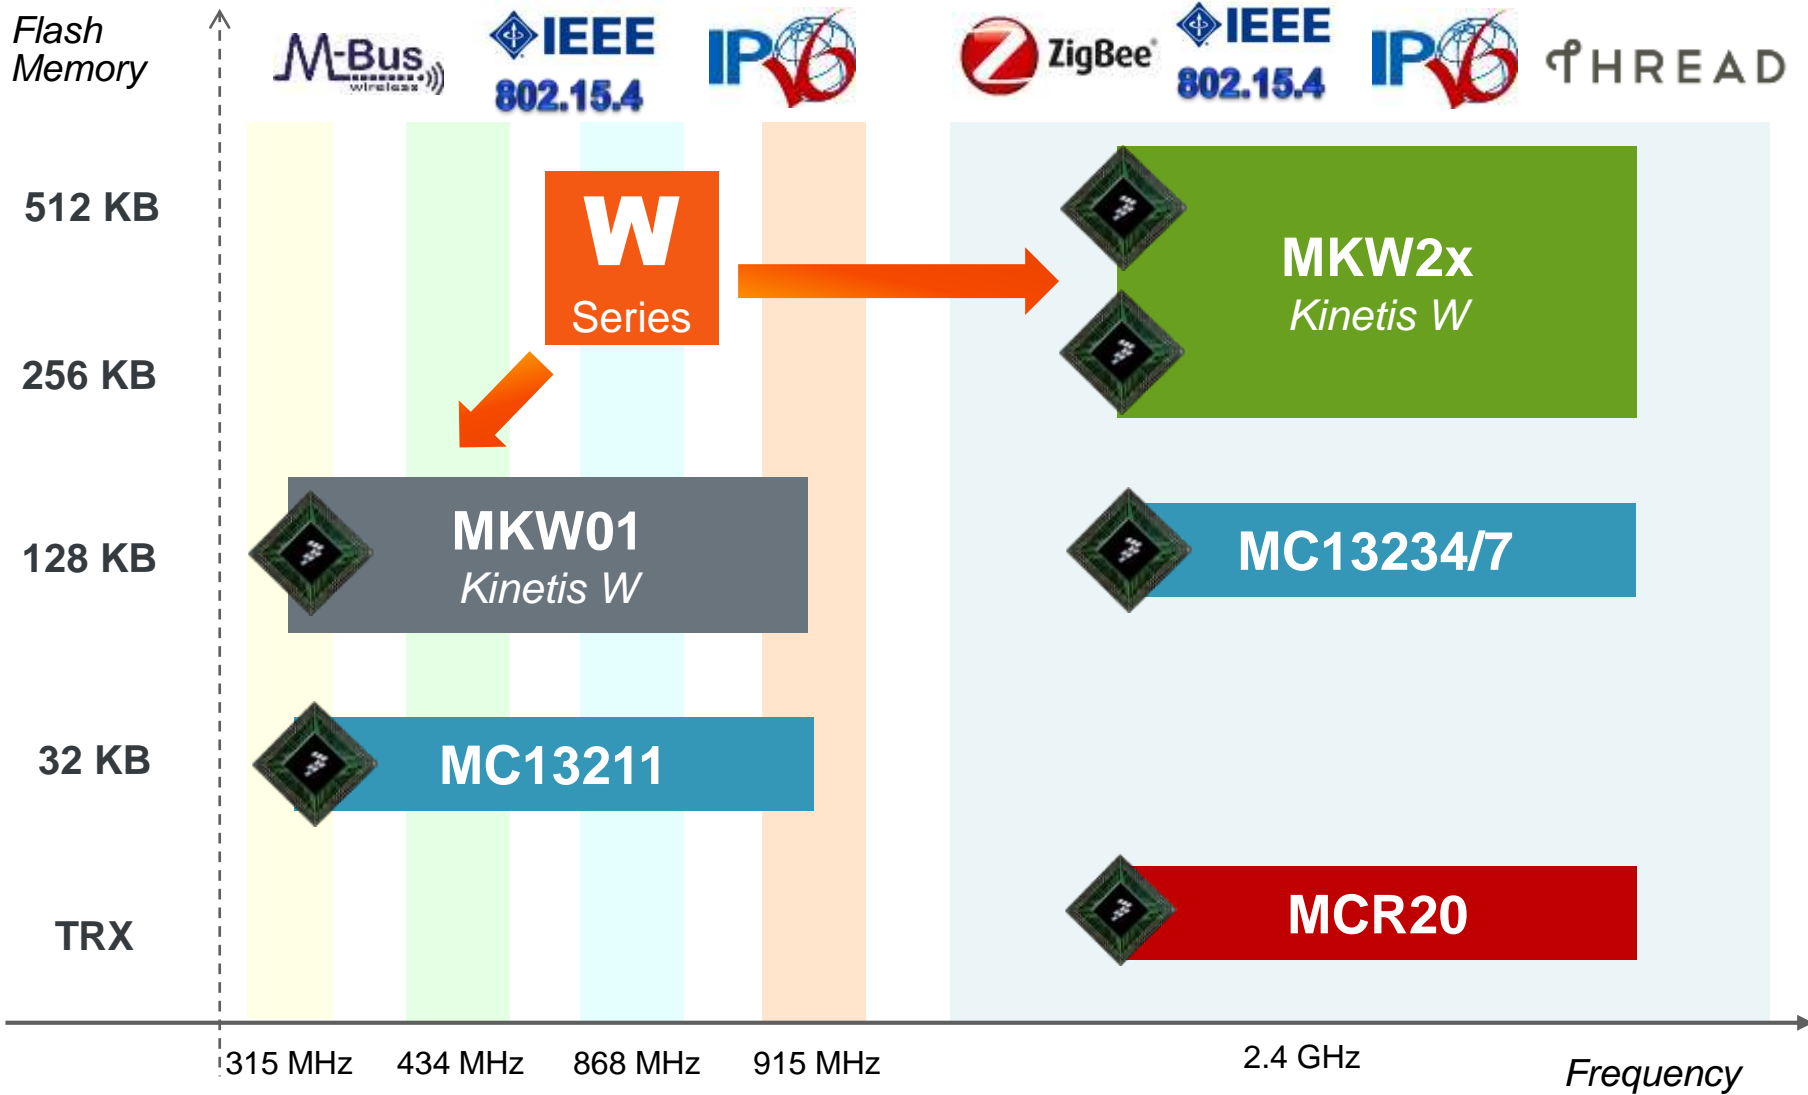 Flash
Memory
M-Bus
wireless
IEEE
802.15.4
IPV6
Z ZigBee®
IEEE
802.15.4
IPV6
THREAD
512 KB
W
Series
MKW2x
Kinetis W
256 KB
128 KB
MKW01
Kinetis W
MC13234/7
32 KB
MC13211
TRX
MCR20
315 MHz
434 MHz
868 MHz
915 MHz
2.4 GHz
Frequency